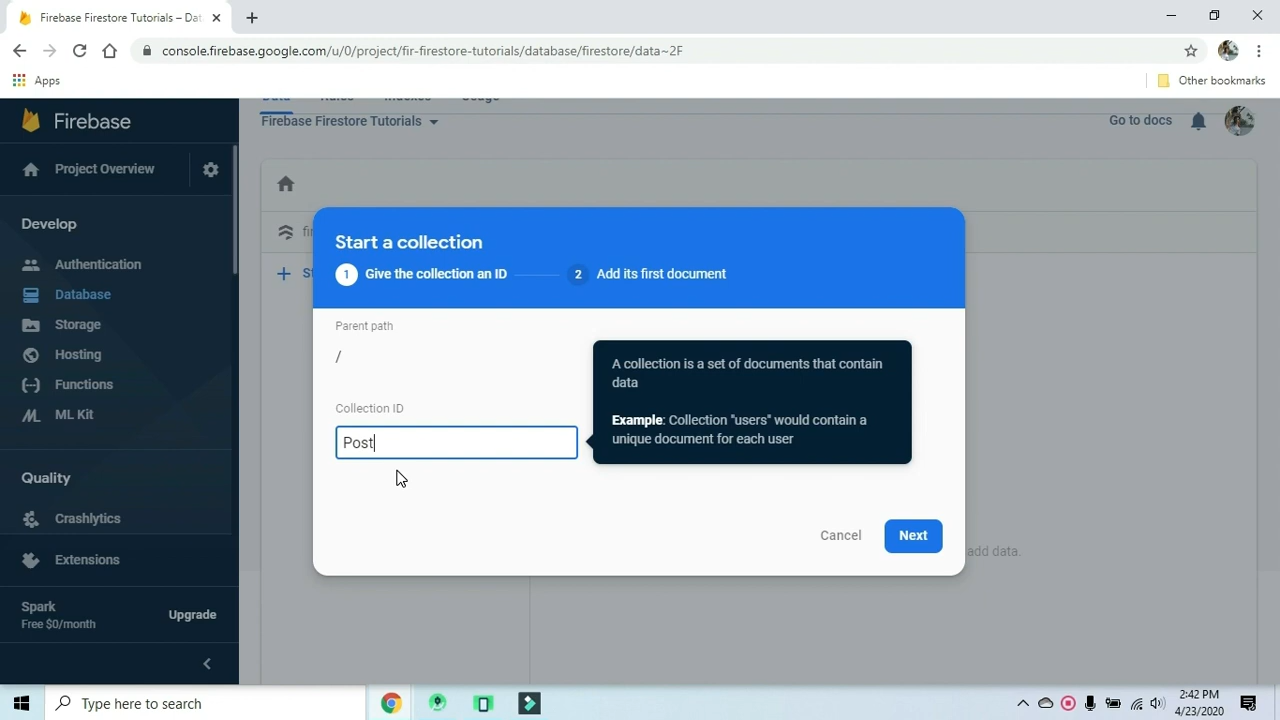 Firebase Firestore Tutorials – Dat
console.firebase.google.com/u/0/project/fir-firestore-tutorials/database/firestore/data~2F
Apps
Other bookmarks
Firebase
Data Rules Indexes Usage
Firebase Firestore Tutorials
Go to docs
Project Overview
Develop
Authentication
Database
Storage
Hosting
Functions
ML Kit
Quality
Crashlytics
Extensions
Spark
Free $0/month
Upgrade
Start a collection
1 Give the collection an ID
2 Add its first document
Parent path
/
Collection ID
Post
A collection is a set of documents that contain
data
Example: Collection "users" would contain a
unique document for each user
Cancel
Next
add data.
Type here to search
2:42 PM
4/23/2020